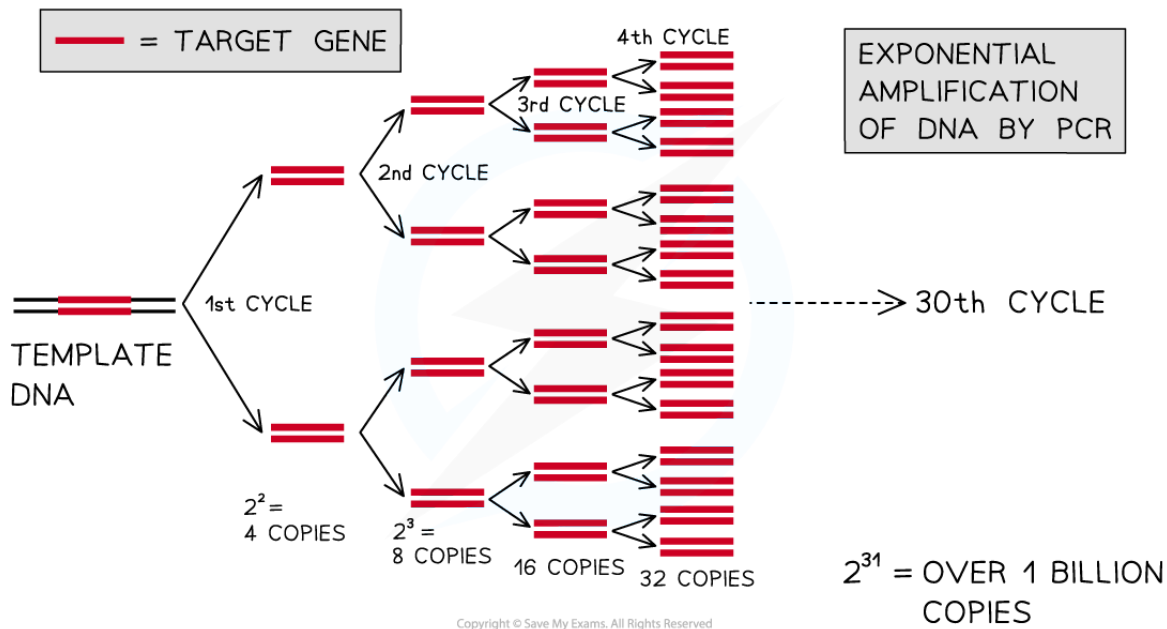 = TARGET GENE
4th CYCLE
EXPONENTIAL
AMPLIFICATION
OF DNA BY PCR
3rd CYCLE
2nd CYCLE
1st CYCLE
30th CYCLE
TEMPLATE
DNA
2² =
4 COPIES
2³ =
8 COPIES
16 COPIES
32 COPIES
2³¹ = OVER 1 BILLION
COPIES
Copyright © Save My Exams. All Rights Reserved